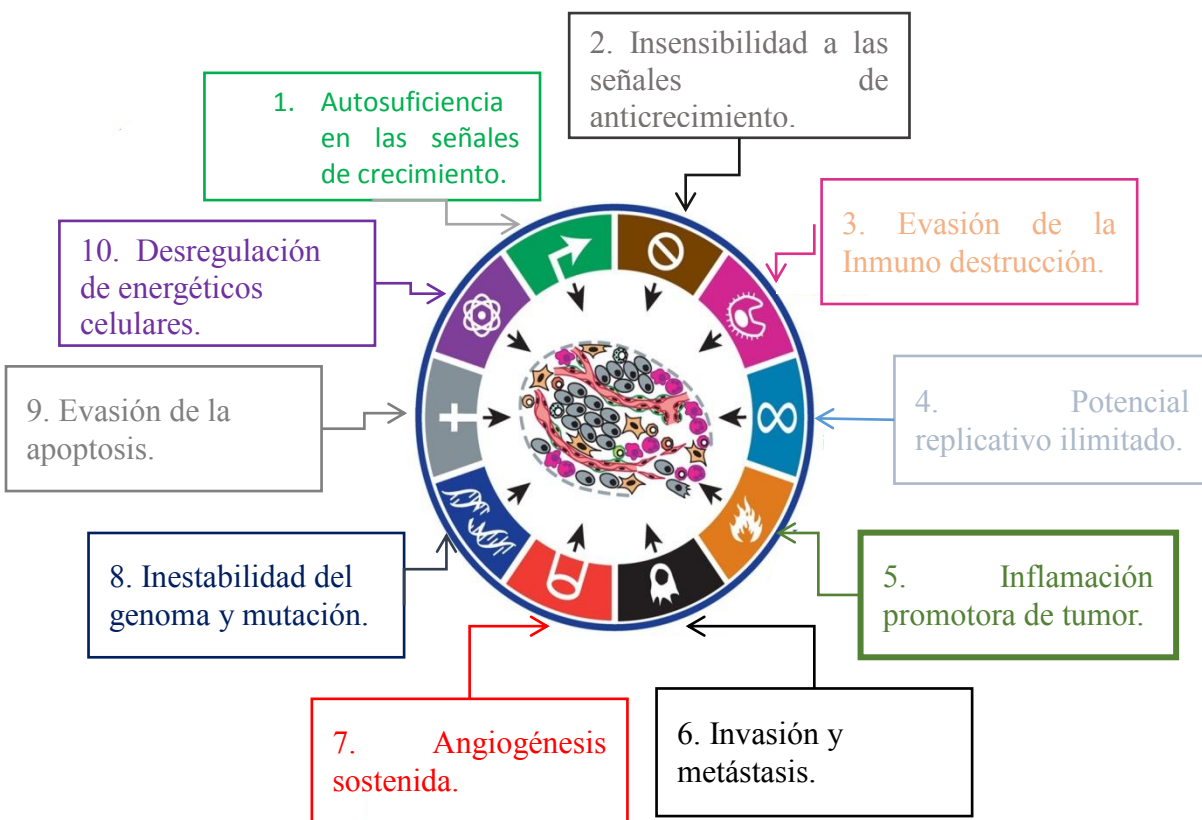 1. Autosuficiencia
en las señales
de crecimiento.
2. Insensibilidad a las
señales de
anticrecimiento.
3. Evasión de la
Inmuno destrucción.
4. Potencial
replicativo ilimitado.
5. Inflamación
promotora de tumor.
6. Invasión y
metástasis.
7. Angiogénesis
sostenida.
8. Inestabilidad del
genoma y mutación.
9. Evasión de la
apoptosis.
10. Desregulación
de energéticos
celulares.